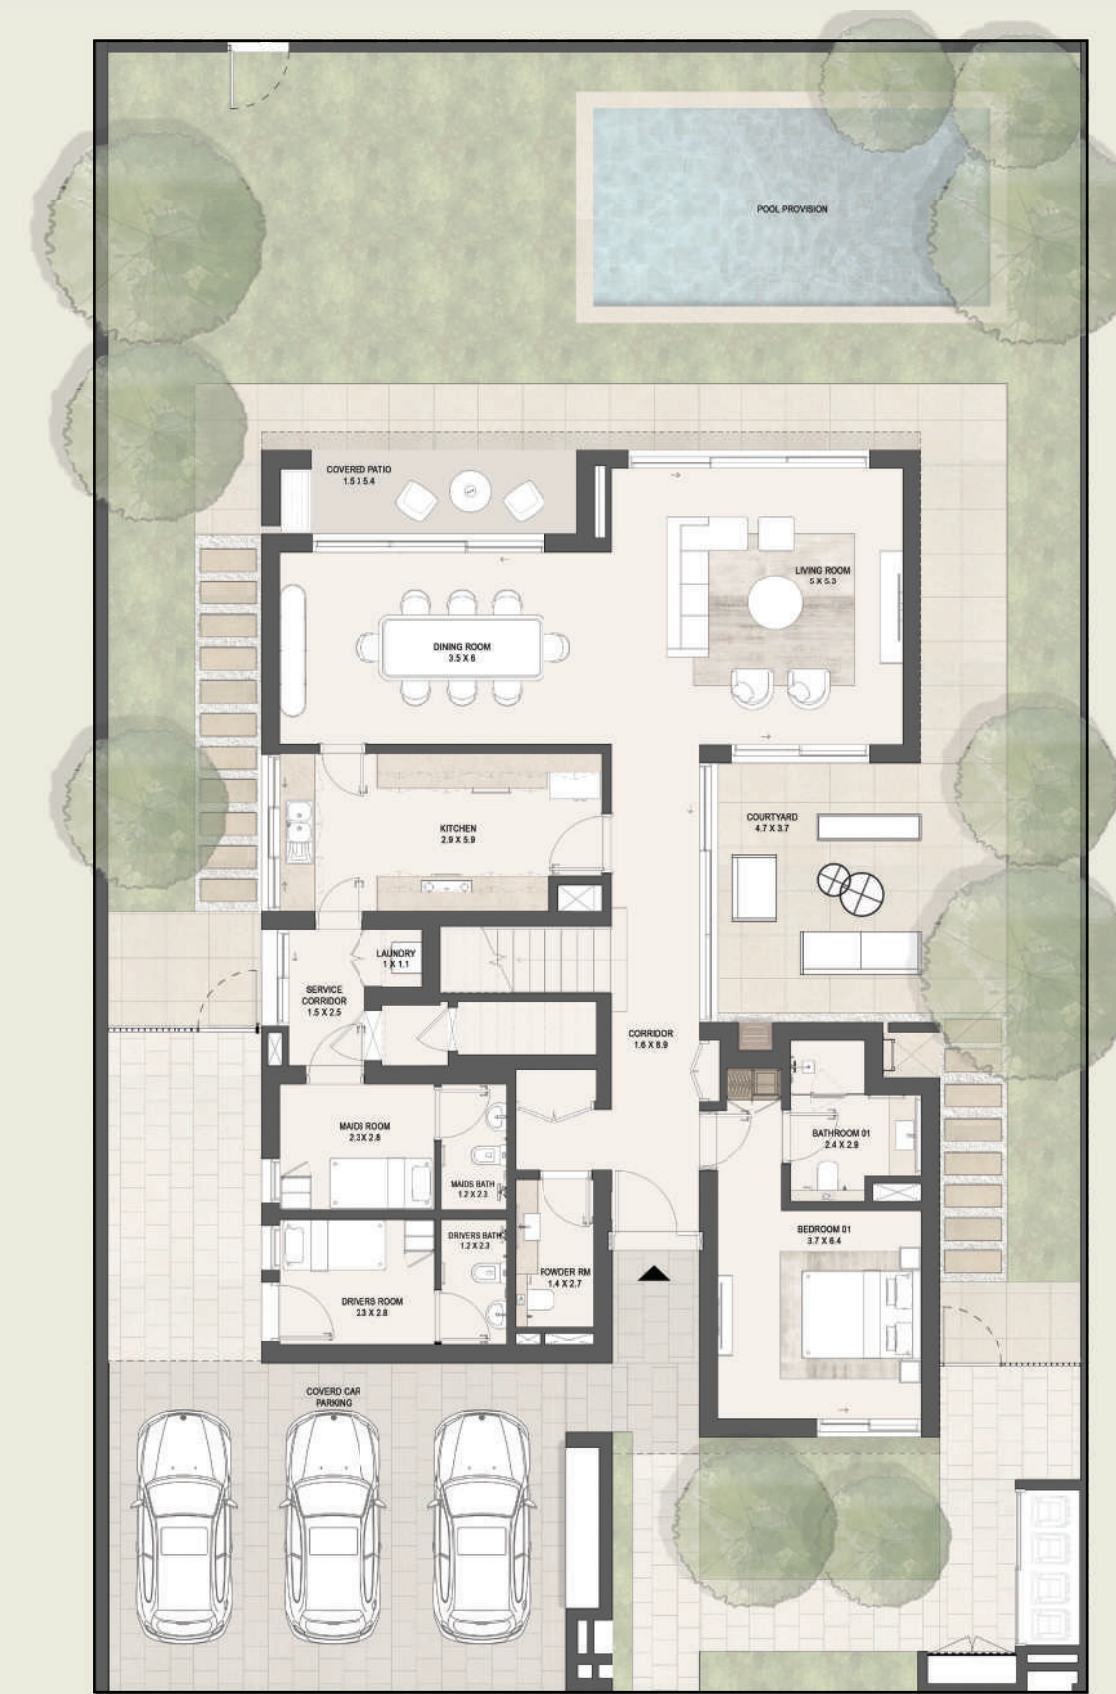 POOL PROVISION
COVERED PATIO
1.5 X 5.4
LIVING ROOM
5 X 5.3
DINING ROOM
3.5 X 6
COURTYARD
4.7 X 3.7
KITCHEN
2.9 X 5.9
LAUNDRY
1 X 1.1
SERVICE
CORRIDOR
1.5 X 2.5
CORRIDOR
1.6 X 8.9
MAIDS ROOM
2.3 X 2.8
BATHROOM 01
2.4 X 2.9
MAIDS BATH
1.2 X 2.3
DRIVERS BATH
1.2 X 2.3
BEDROOM 01
3.7 X 6.4
POWDER RM
1.4 X 2.7
DRIVERS ROOM
2.3 X 2.8
COVERD CAR
PARKING